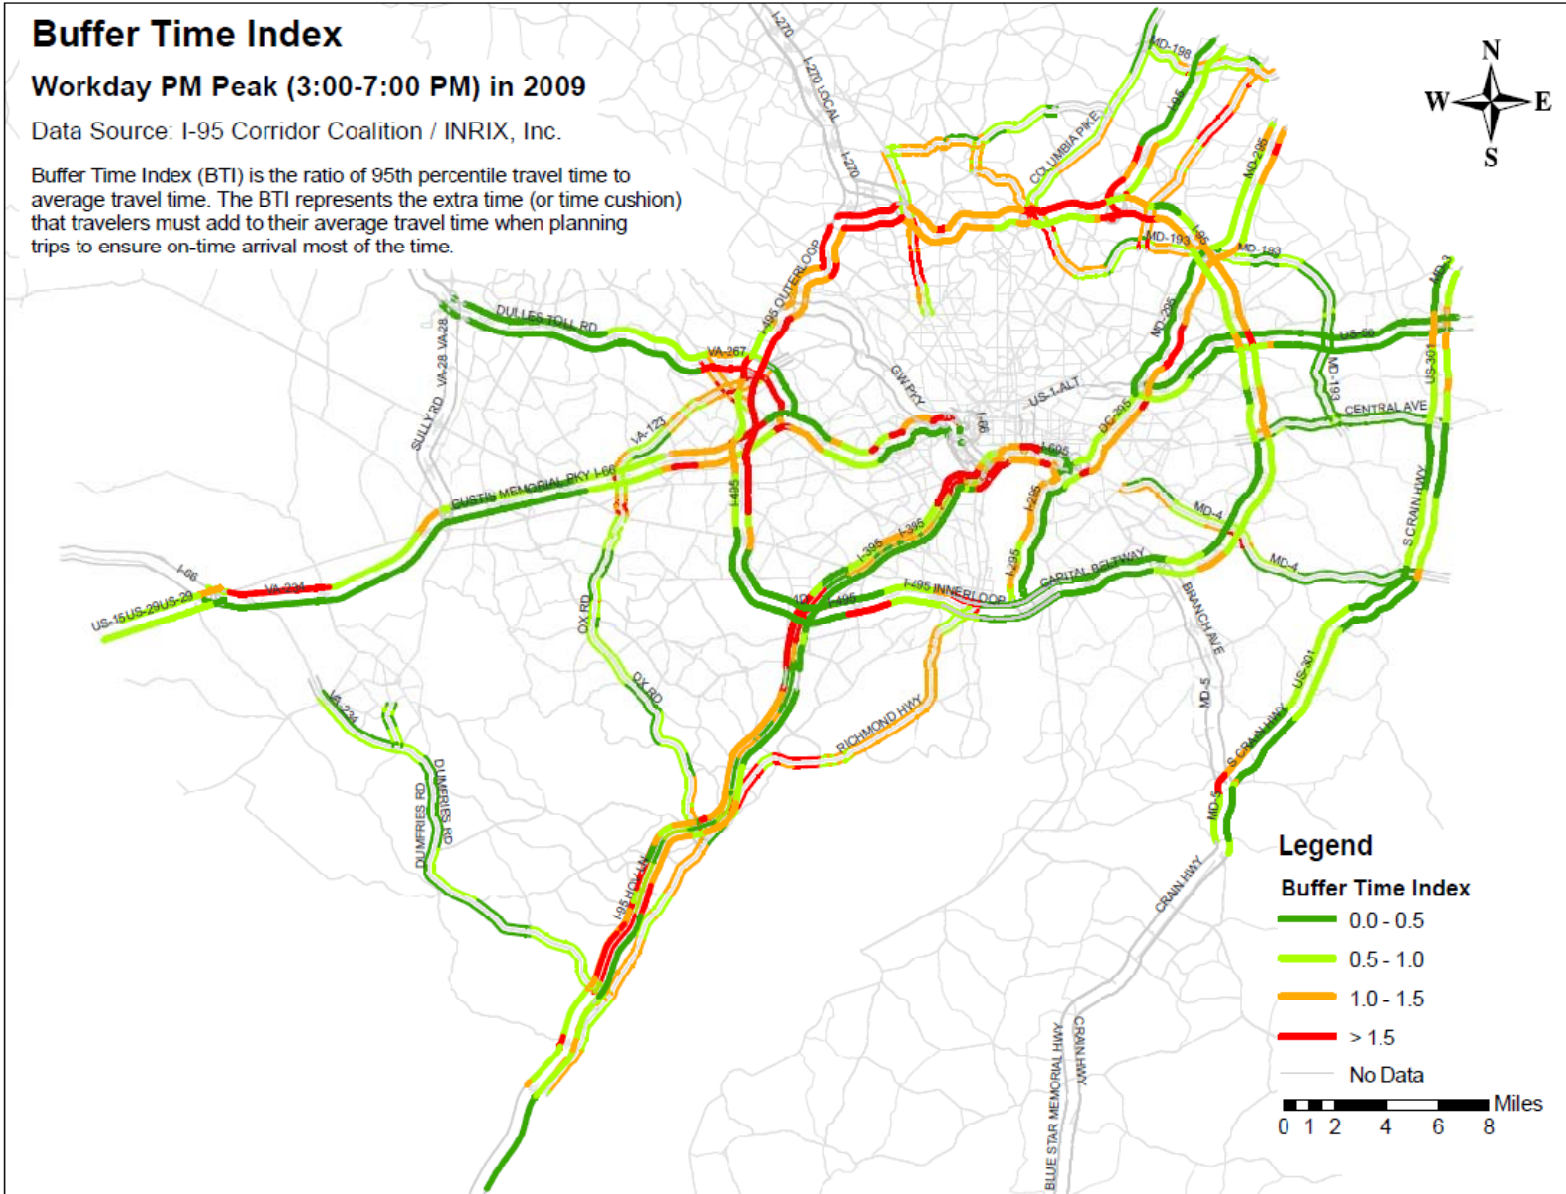 Buffer Time Index
Workday PM Peak (3:00-7:00 PM) in 2009
Data Source: I-95 Corridor Coalition / INRIX, Inc.
Buffer Time Index (BTI) is the ratio of 95th percentile travel time to
average travel time. The BTI represents the extra time (or time cushion)
that travelers must add to their average travel time when planning
trips to ensure on-time arrival most of the time.
N
W E
S
I-270
I-270 LOCAL
I-270
MD-198
I-95
COLUMBIA PIKE
MD-295
I-95
MD-193
MD-193
MD-3
I-495 OUTERLOOP
DULLES TOLL RD
VA-28 VA-28
VA-267
MD-295
US-50
US-301
GW PKY
US-1-ALT
MD-193
CENTRAL AVE
SULLY RD
VA-123
I-66
DC-295
I-695
I-66
I-495
I-295
S CRAIN HWY
MD-4
I-395
I-395
I-295
MD-4
CAPITAL BELTWAY
I-66
VA-234
US-15 US-29 US-29
I-495
I-495 INNERLOOP
OX RD
BRANCH AVE
OX RD
US-301
MD-5
VA-234
RICHMOND HWY
S CRAIN HWY
DUMFRIES RD
DUMFRIES RD
MD-5
I-95 HOV LN
CRAIN HWY
BLUE STAR MEMORIAL HWY
CRAIN HWY
Legend
Buffer Time Index
0.0 - 0.5
0.5 - 1.0
1.0 - 1.5
> 1.5
No Data
Miles
0 1 2 4 6 8